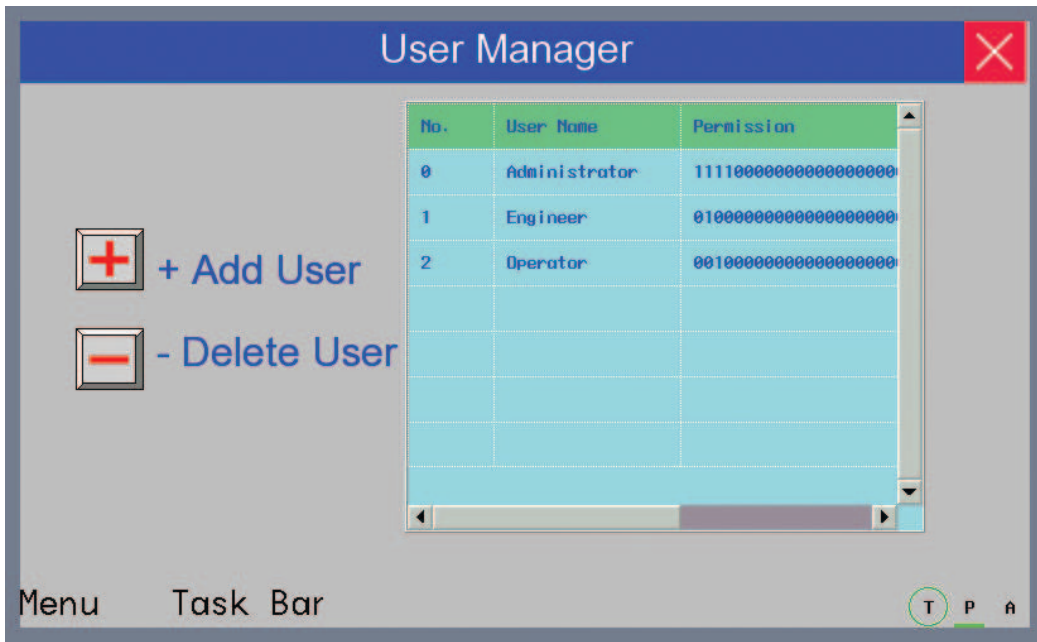 User Manager
No. User Name Permission
0 Administrator 11110000000000000000
1 Engineer 01000000000000000000
2 Operator 00100000000000000000
+ Add User
- Delete User
Menu Task Bar T P A